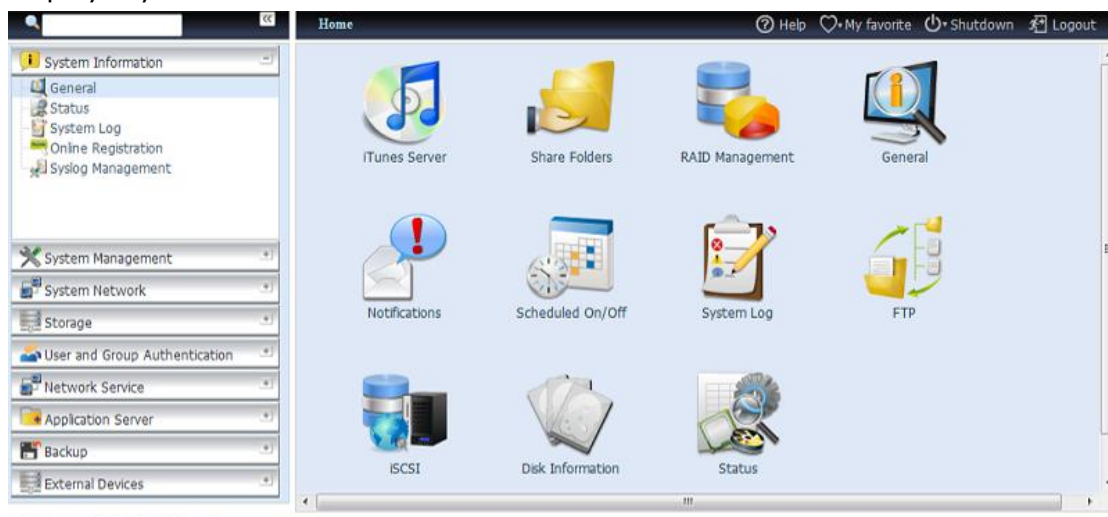 Home
Help
My favorite
Shutdown
Logout
System Information
General
Status
System Log
Online Registration
Syslog Management
System Management
System Network
Storage
User and Group Authentication
Network Service
Application Server
Backup
External Devices
iTunes Server
Share Folders
RAID Management
General
Notifications
Scheduled On/Off
System Log
FTP
iSCSI
Disk Information
Status